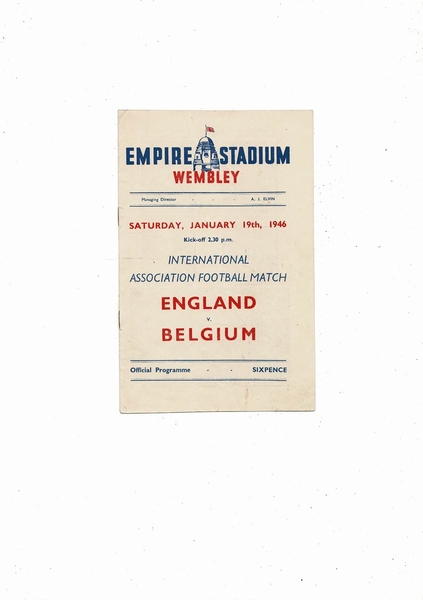 EMPIRE STADIUM
WEMBLEY
Managing Director - - - A. J. ELVIN
SATURDAY, JANUARY 19th, 1946
Kick-off 2.30 p.m.
INTERNATIONAL
ASSOCIATION FOOTBALL MATCH
ENGLAND
v.
BELGIUM
Official Programme - - SIXPENCE